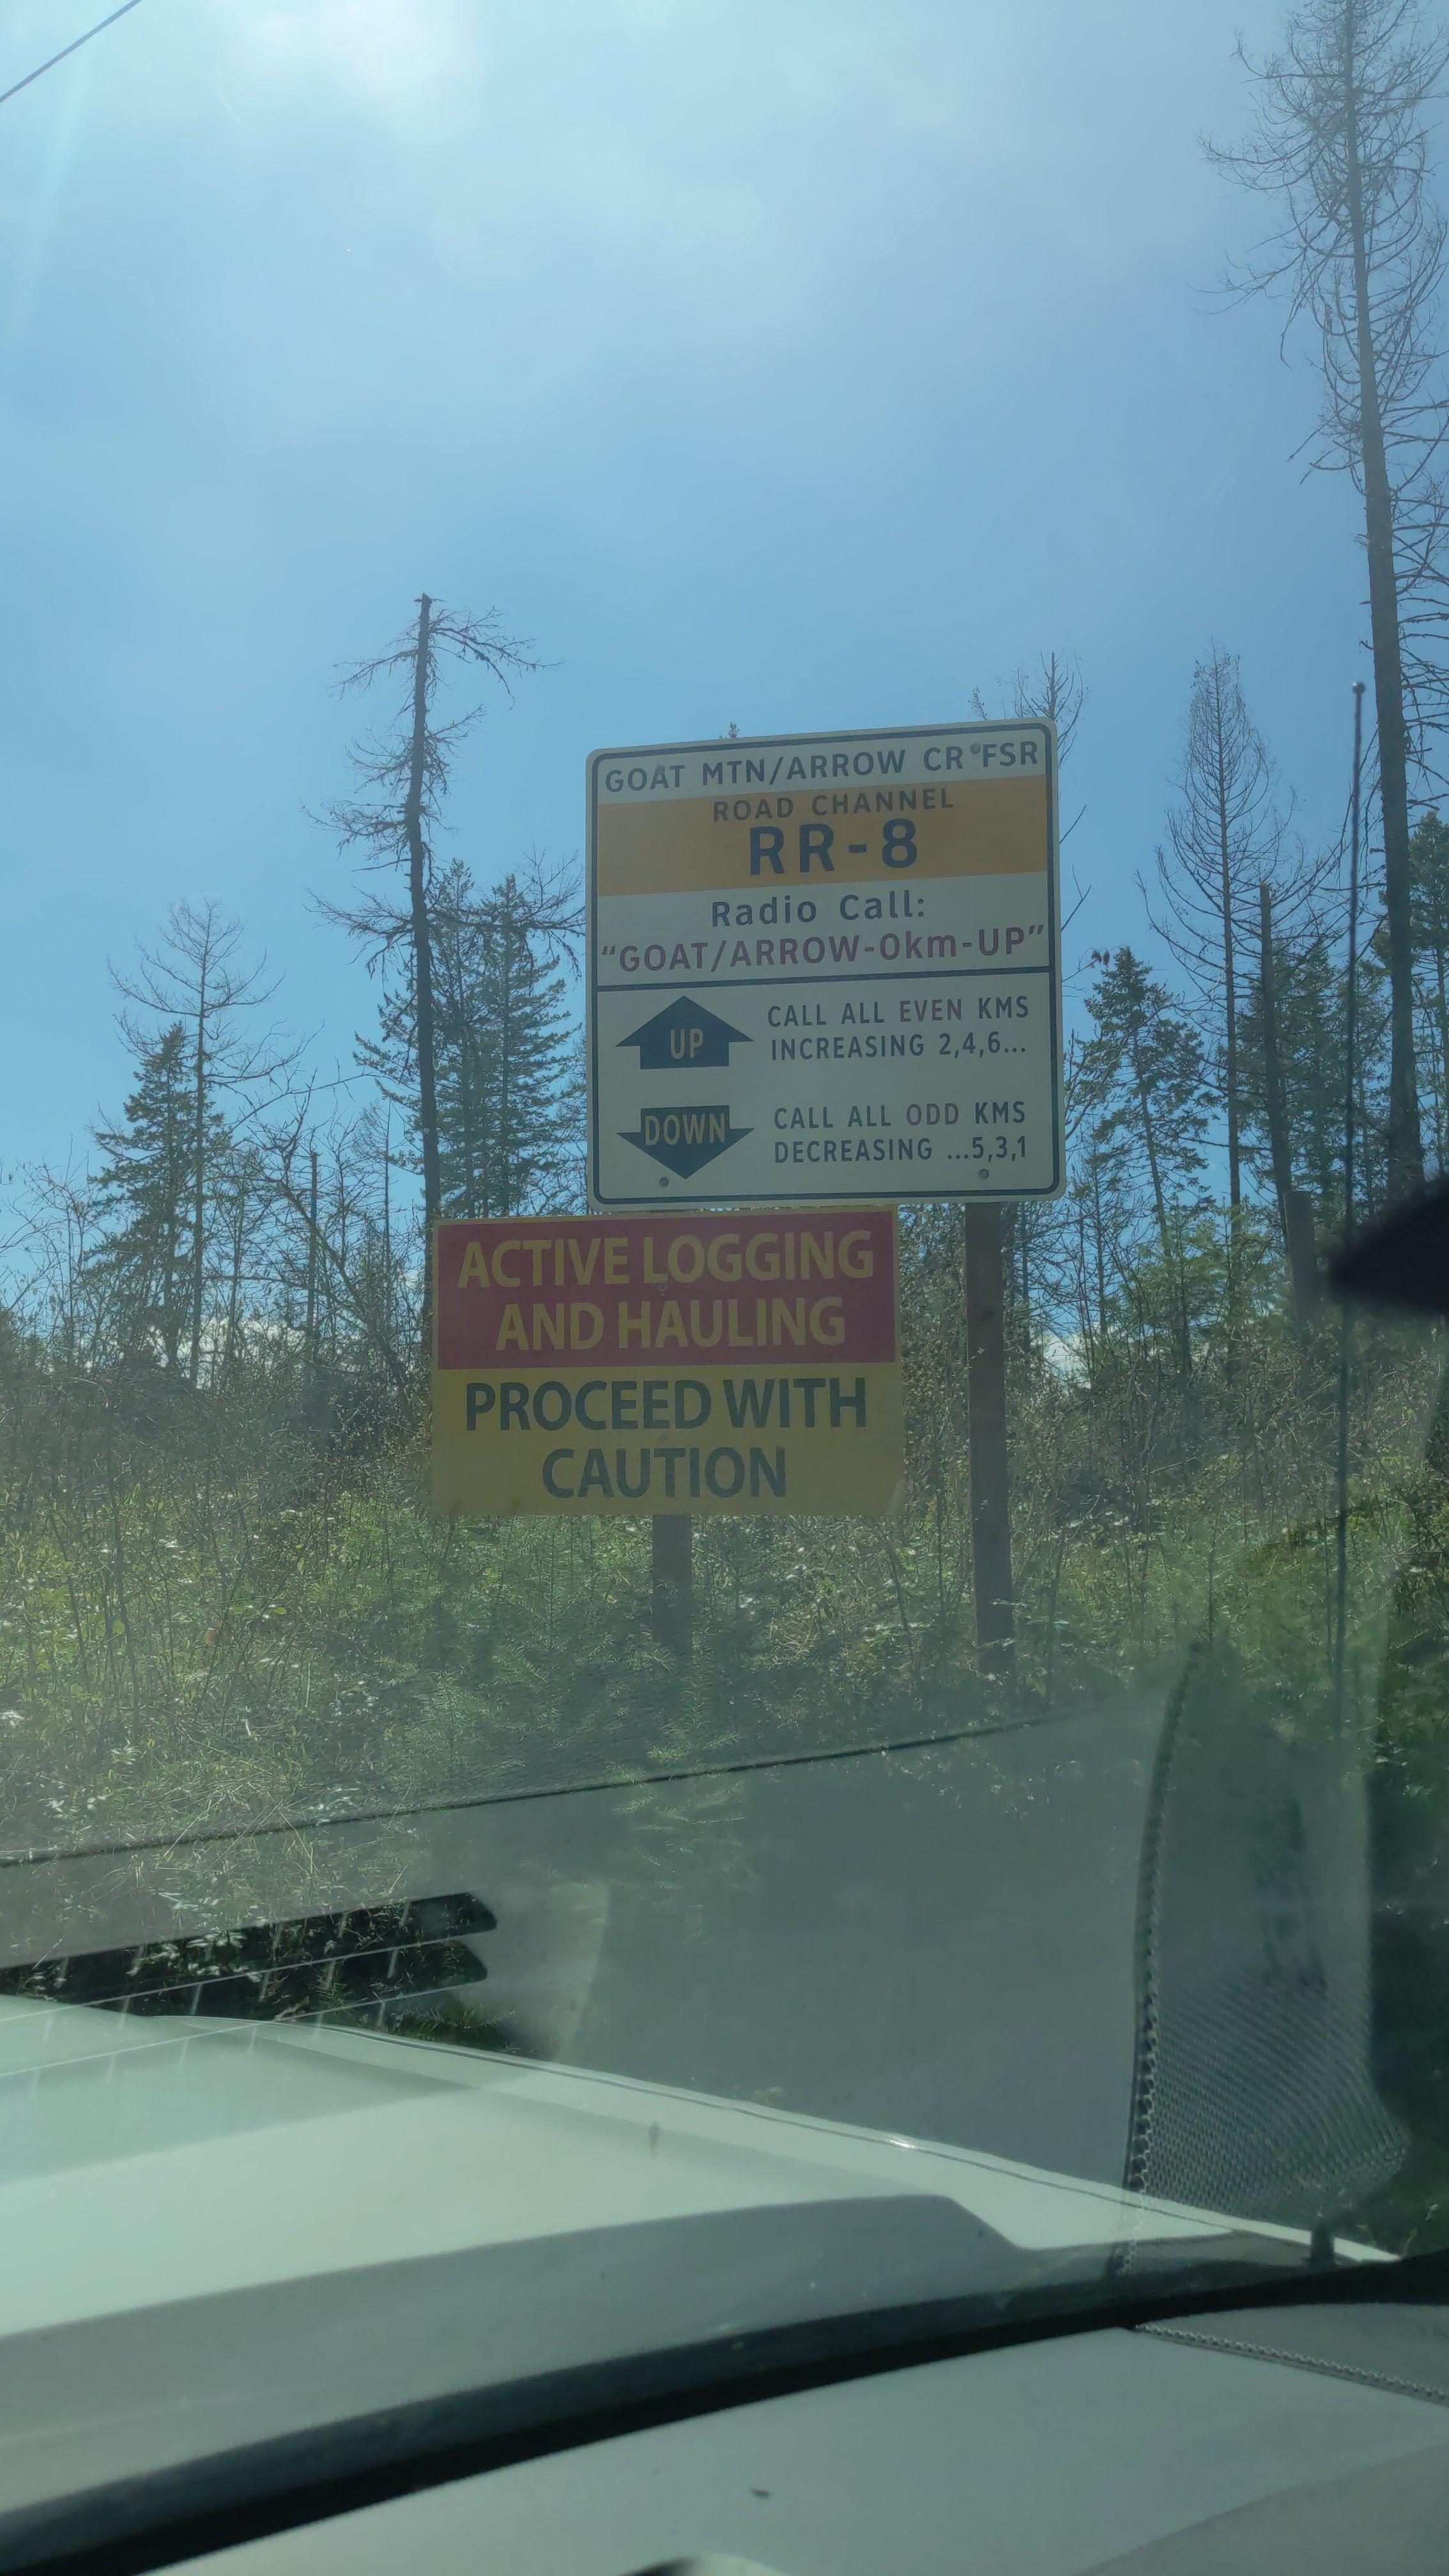 GOAT MTN/ARROW CR FSR
ROAD CHANNEL
RR-8
Radio Call:
"GOAT/ARROW-0km-UP"
UP
CALL ALL EVEN KMS
INCREASING 2,4,6...
DOWN
CALL ALL ODD KMS
DECREASING ...5,3,1
ACTIVE LOGGING
AND HAULING
PROCEED WITH
CAUTION